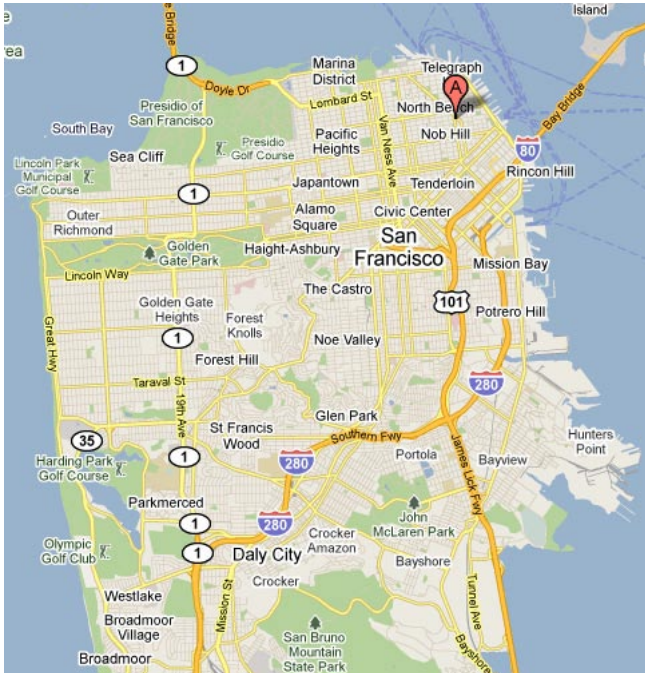 Island
1
e Bridge
Marina
District
Telegraph
Doyle Dr
Lombard St
A
North Beach
Bay Bridge
Presidio of
San Francisco
Van Ness Ave
Nob Hill
South Bay
Presidio
Golf Course
Pacific
Heights
80
Sea Cliff
Rincon Hill
Lincoln Park
Municipal
Golf Course
1
Japantown
Tenderloin
Outer
Richmond
Alamo
Square
Civic Center
Golden
Gate Park
Haight-Ashbury
San
Francisco
Lincoln Way
Mission Bay
The Castro
Golden Gate
Heights
101
Great Hwy
Forest
Knolls
Potrero Hill
1
Noe Valley
Forest Hill
Taraval St
280
19th Ave
Glen Park
St Francis
Wood
35
Southern Fwy
Hunters
Point
1
280
Portola
Bayview
James Lick Fwy
Harding Park
Golf Course
Parkmerced
John
McLaren Park
1
280
Olympic
Golf Club
1
Daly City
Crocker
Amazon
Bayshore
Crocker
Westlake
Mission St
Tunnel Ave
Broadmoor
Village
San Bruno
Mountain
State Park
Bayshore
Broadmoor